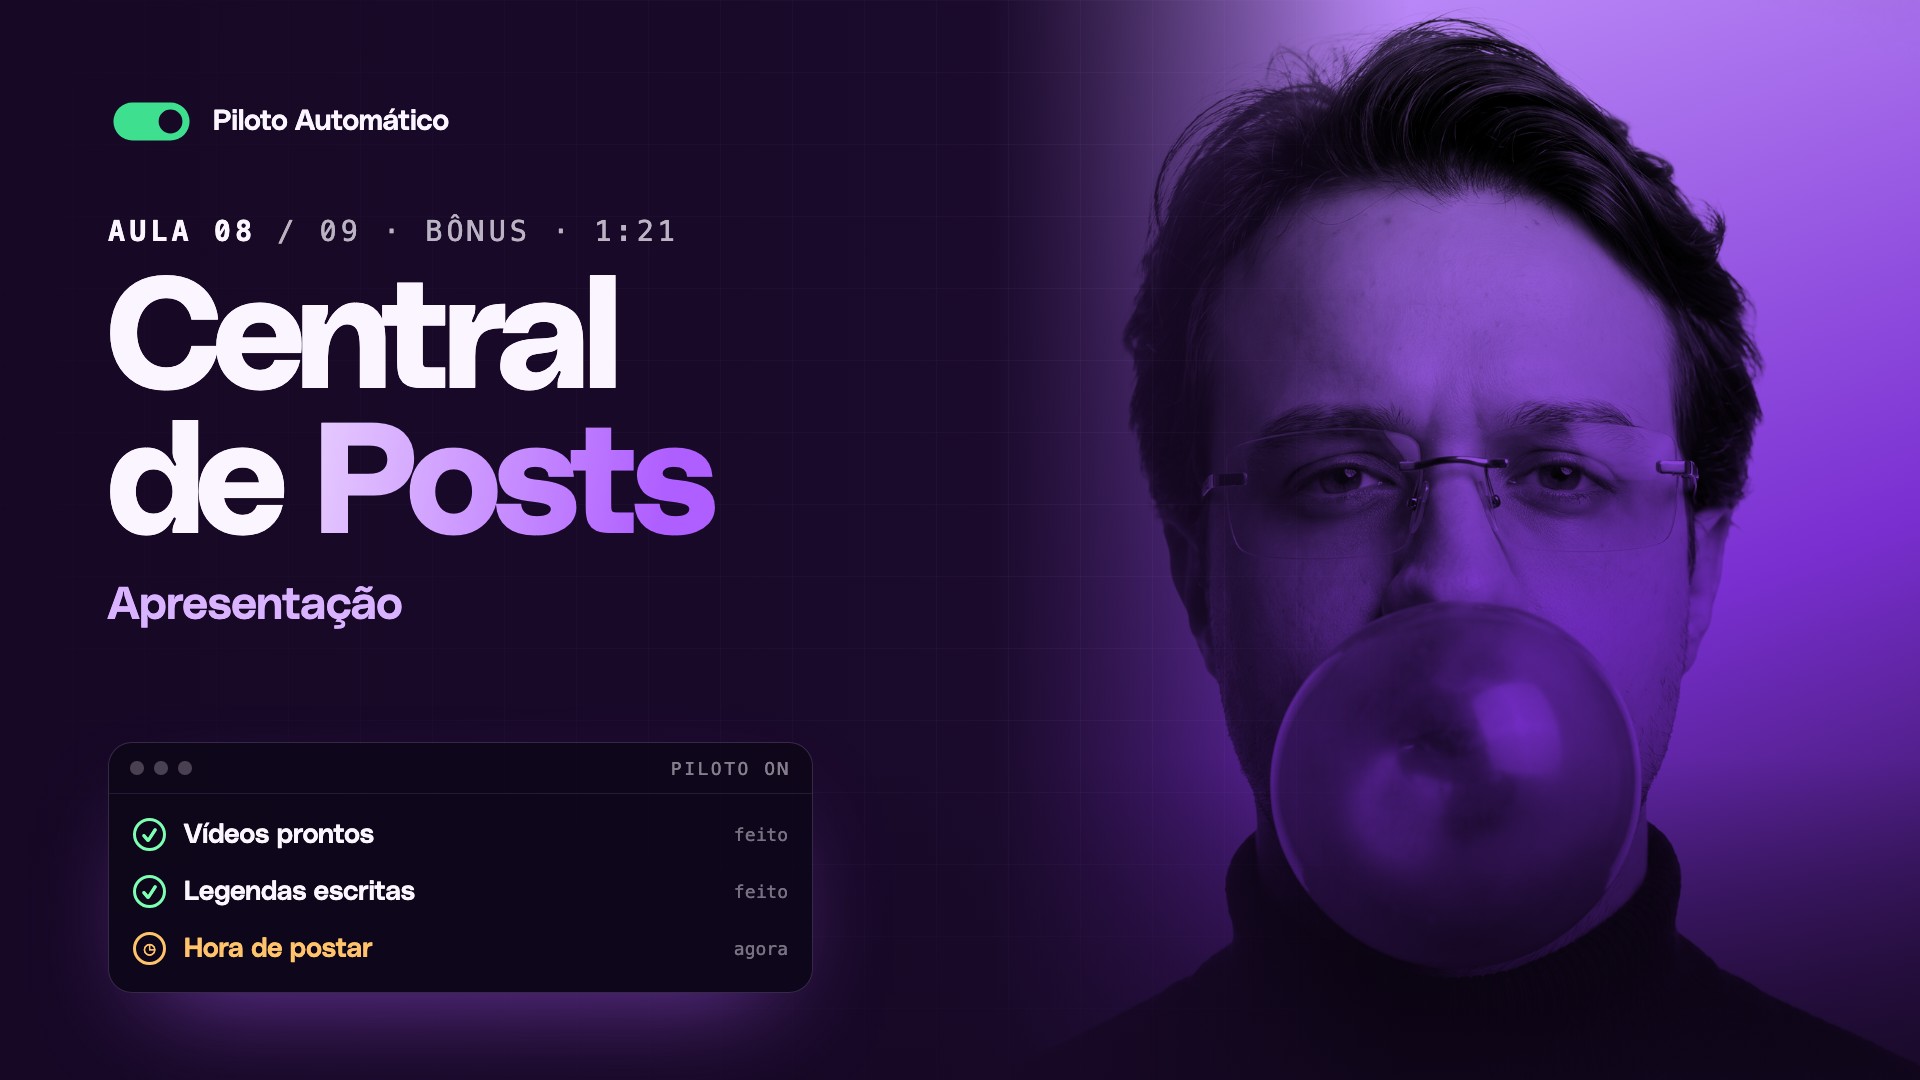 Piloto Automático
AULA 08 / 09 · BÔNUS · 1:21
Central
de Posts
Apresentação
PILOTO ON
Vídeos prontos feito
Legendas escritas feito
Hora de postar agora